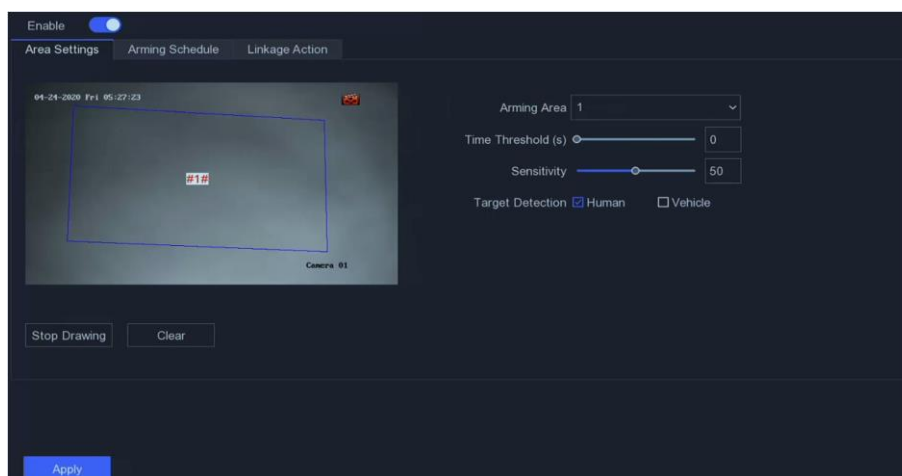 Enable
Area Settings Arming Schedule Linkage Action
04-24-2020 Fri 05:27:23
#1#
Camera 01
Arming Area 1
Time Threshold (s) 0
Sensitivity 50
Target Detection Human Vehicle
Stop Drawing Clear
Apply